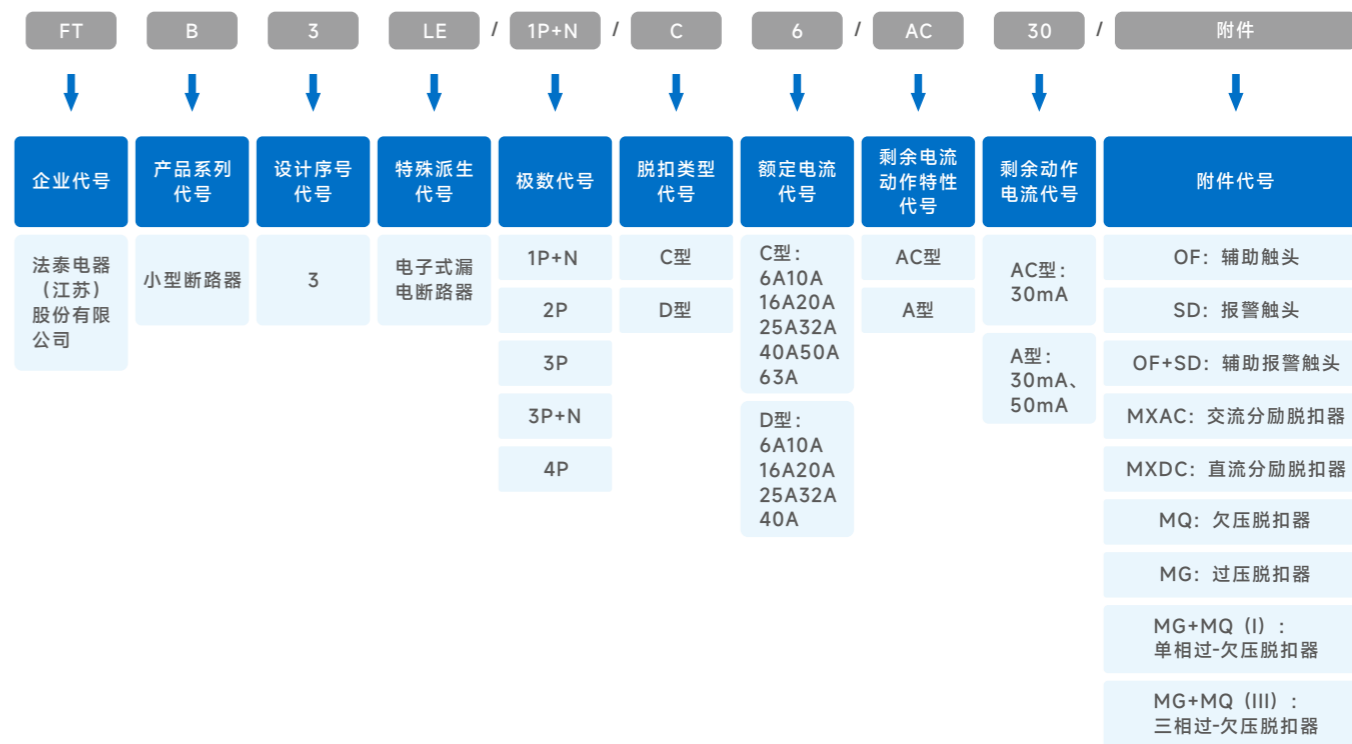 FT B 3 LE / 1P+N / C 6 / AC 30 / 附件
企业代号
产品系列
代号
设计序号
代号
特殊派生
代号
极数代号
脱扣类型
代号
额定电流
代号
剩余电流
动作特性
代号
剩余动作
电流代号
附件代号
法泰电器
（江苏）
股份有限
公司
小型断路器
3
电子式漏
电断路器
1P+N
2P
3P
3P+N
4P
C型
D型
C型：
6A10A
16A20A
25A32A
40A50A
63A
D型：
6A10A
16A20A
25A32A
40A
AC型
A型
AC型：
30mA
A型：
30mA、
50mA
OF：辅助触头
SD：报警触头
OF+SD：辅助报警触头
MXAC：交流分励脱扣器
MXDC：直流分励脱扣器
MQ：欠压脱扣器
MG：过压脱扣器
MG+MQ（I）：
单相过-欠压脱扣器
MG+MQ（III）：
三相过-欠压脱扣器